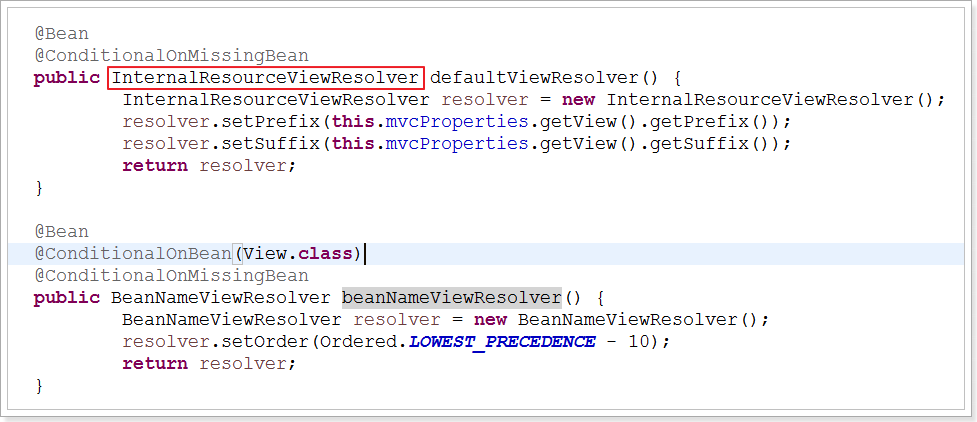 @Bean
@ConditionalOnMissingBean
public InternalResourceViewResolver defaultViewResolver() {
InternalResourceViewResolver resolver = new InternalResourceViewResolver();
resolver.setPrefix(this.mvcProperties.getView().getPrefix());
resolver.setSuffix(this.mvcProperties.getView().getSuffix());
return resolver;
}
@Bean
@ConditionalOnBean(View.class)
@ConditionalOnMissingBean
public BeanNameViewResolver beanNameViewResolver() {
BeanNameViewResolver resolver = new BeanNameViewResolver();
resolver.setOrder(Ordered.LOWEST_PRECEDENCE - 10);
return resolver;
}